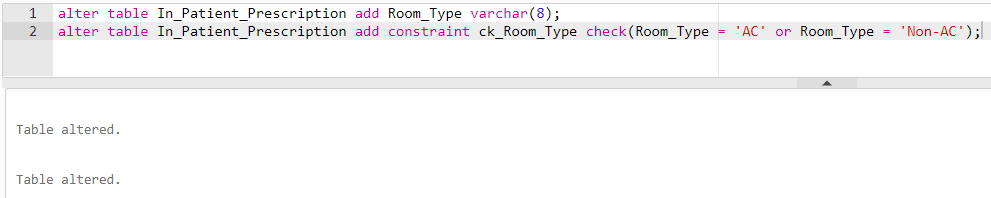 1 alter table In_Patient_Prescription add Room_Type varchar(8);
2 alter table In_Patient_Prescription add constraint ck_Room_Type check(Room_Type = 'AC' or Room_Type = 'Non-AC');
Table altered.
Table altered.